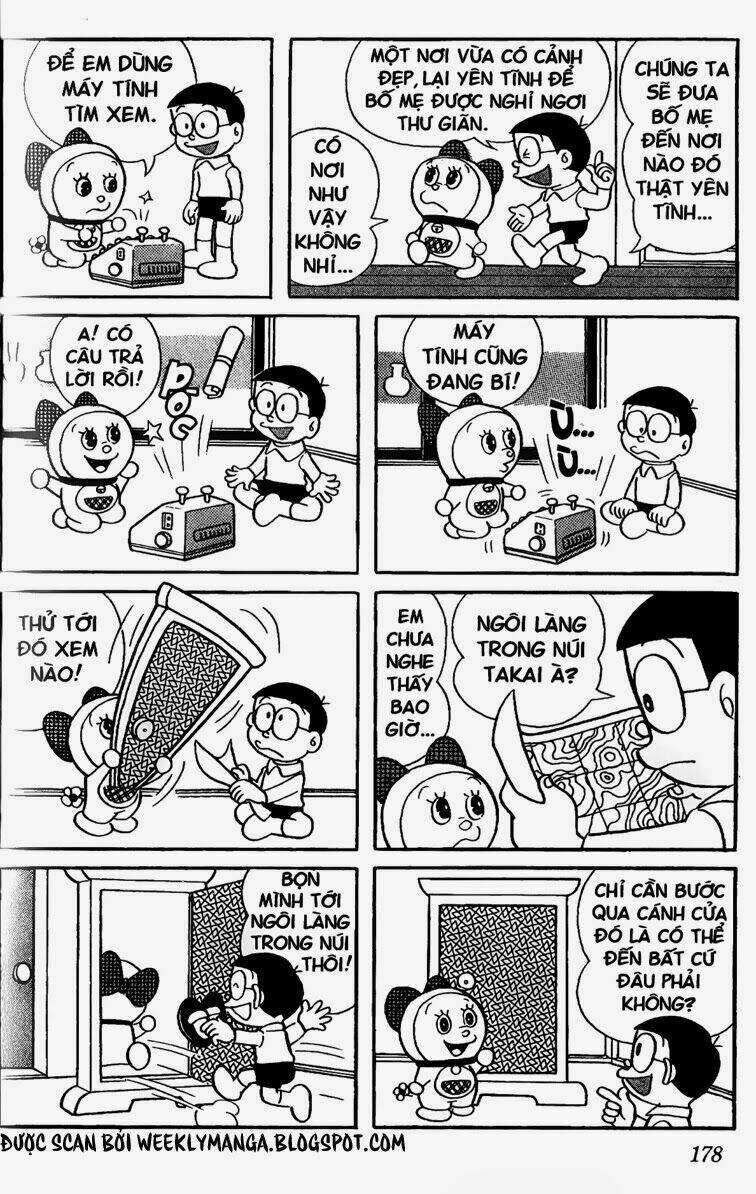 CHÚNG TA
SẼ ĐƯA
BỐ MẸ
ĐẾN NƠI
NÀO ĐÓ
THẬT YÊN
TĨNH...
MỘT NƠI VỪA CÓ CẢNH
ĐẸP, LẠI YÊN TĨNH ĐỂ
BỐ MẸ ĐƯỢC NGHỈ NGƠI
THƯ GIÃN.
CÓ
NƠI
NHƯ
VẬY
KHÔNG
NHỈ...
ĐỂ EM DÙNG
MÁY TÍNH
TÌM XEM.
MÁY
TÍNH CŨNG
ĐANG BÍ!
Ù...
Ù...
A! CÓ
CÂU TRẢ
LỜI RỒI!
NGÔI LÀNG
TRONG NÚI
TAKAI À?
EM
CHƯA
NGHE
THẤY
BAO
GIỜ...
THỬ TỚI
ĐÓ XEM
NÀO!
CHỈ CẦN BƯỚC
QUA CÁNH CỬA
ĐÓ LÀ CÓ THỂ
ĐẾN BẤT CỨ
ĐÂU PHẢI
KHÔNG?
BỌN
MÌNH TỚI
NGÔI LÀNG
TRONG NÚI
THÔI!
ĐƯỢC SCAN BỞI WEEKLYMANGA.BLOGSPOT.COM
178